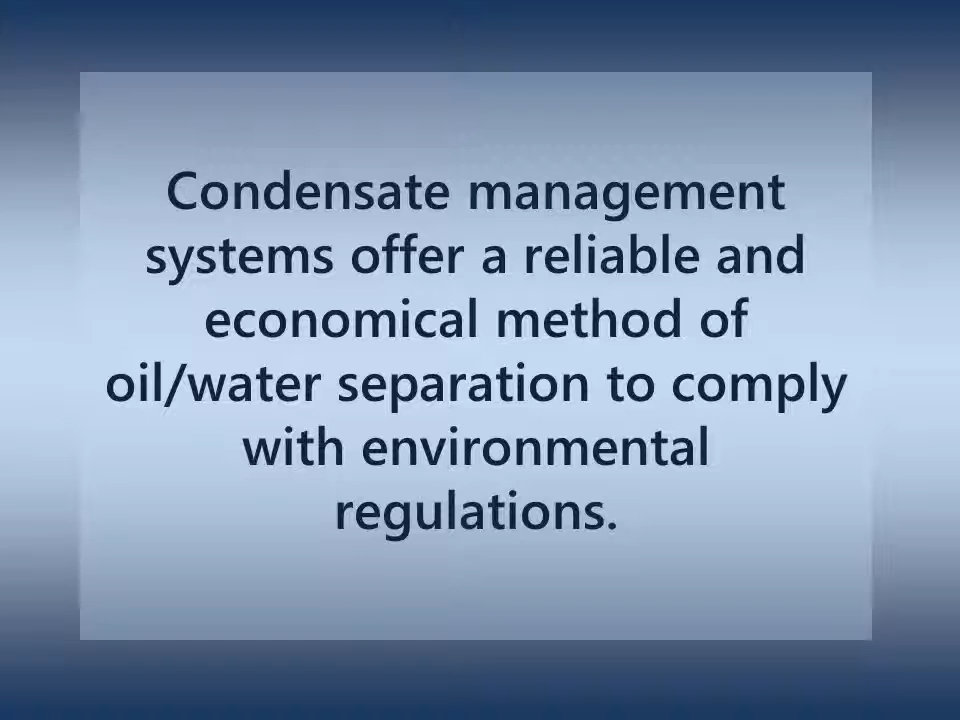 Condensate management
systems offer a reliable and
economical method of
oil/water separation to comply
with environmental
regulations.